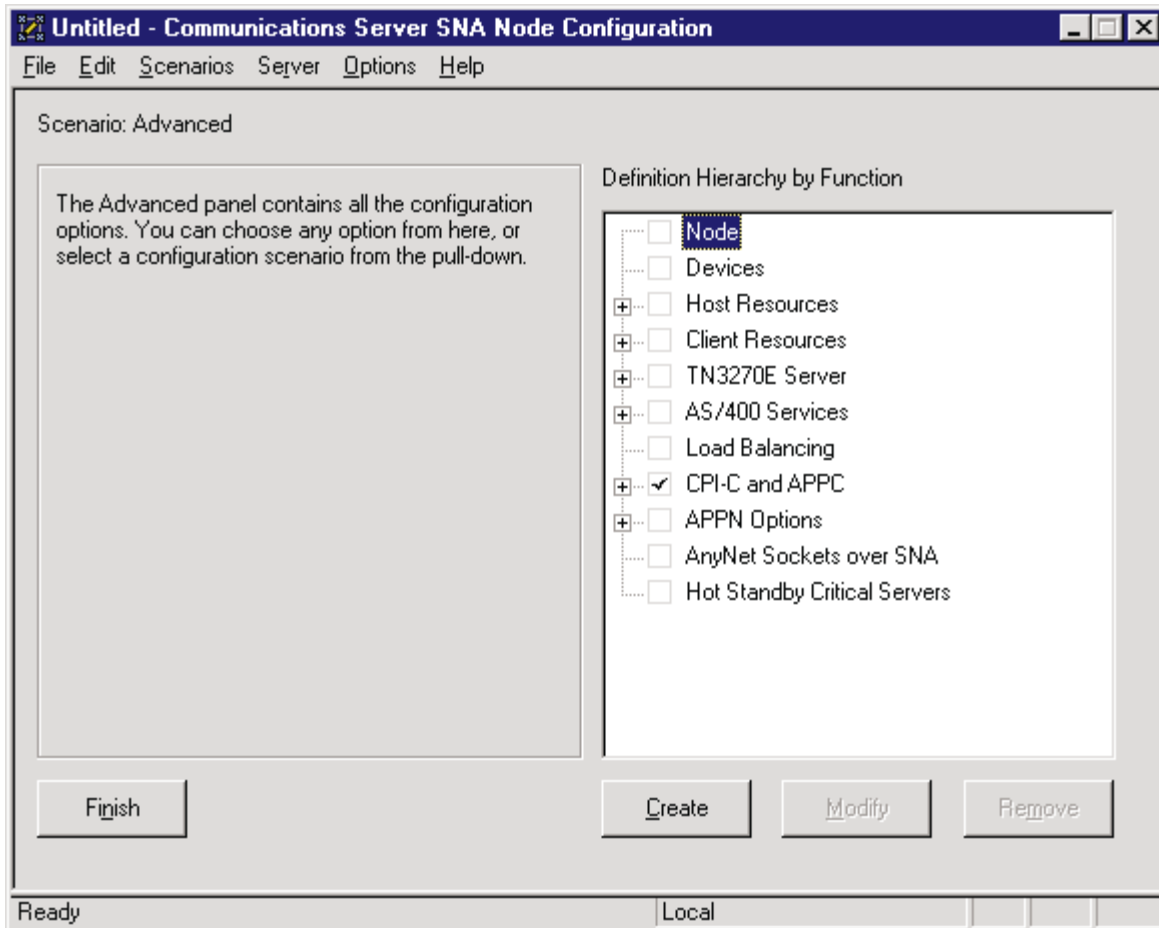 Untitled - Communications Server SNA Node Configuration
File Edit Scenarios Server Options Help
Scenario: Advanced
The Advanced panel contains all the configuration
options. You can choose any option from here, or
select a configuration scenario from the pull-down.
Definition Hierarchy by Function
Node
Devices
Host Resources
Client Resources
TN3270E Server
AS/400 Services
Load Balancing
CPI-C and APPC
APPN Options
AnyNet Sockets over SNA
Hot Standby Critical Servers
Finish
Create
Modify
Remove
Ready
Local